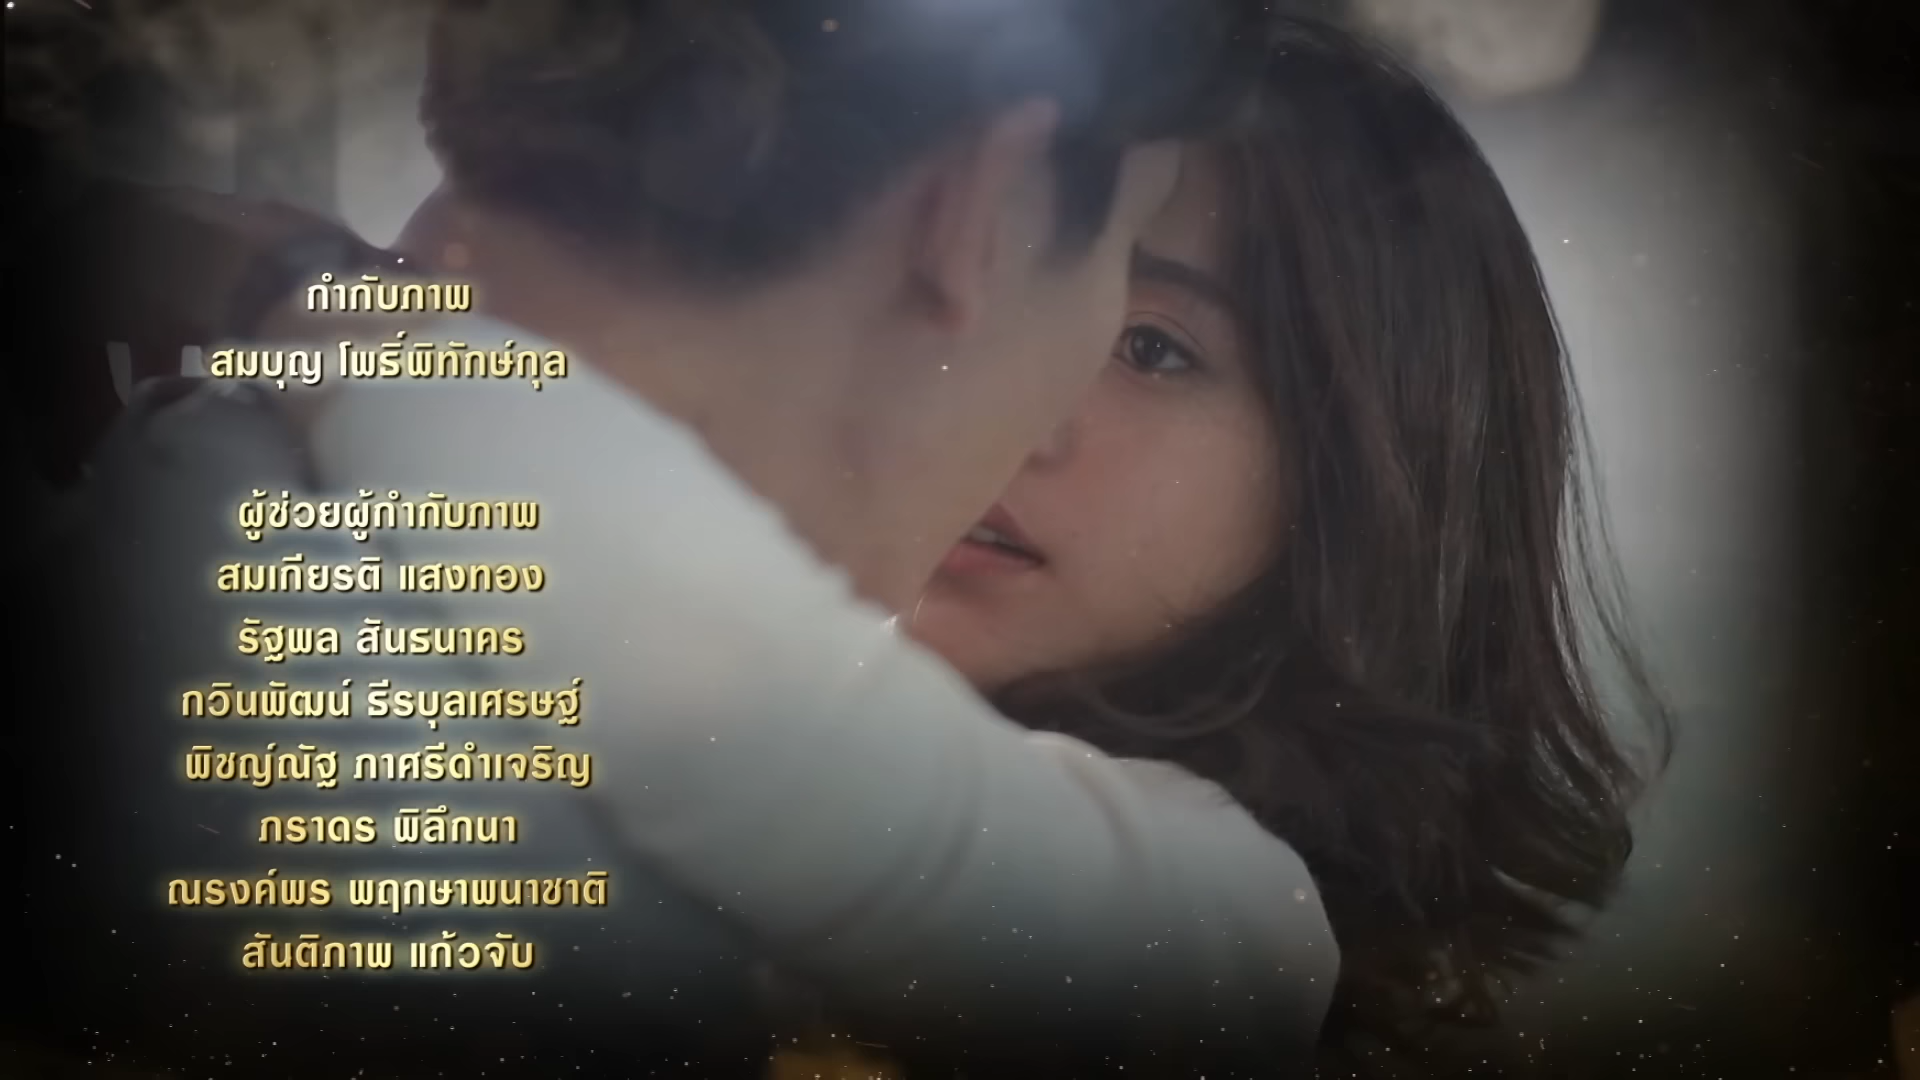 กำกับภาพ
สมบุญ โพธิ์พิทักษ์กุล
ผู้ช่วยผู้กำกับภาพ
สมเกียรติ แสงทอง
รัฐพล สันธนาคร
กวินพัฒน์ ธีรบุลเศรษฐ์
พิชญ์ณัฐ ภาศรีดำเจริญ
ภราดร พิลึกนา
ณรงค์พร พฤกษาพนาชาติ
สันติภาพ แก้วจับ